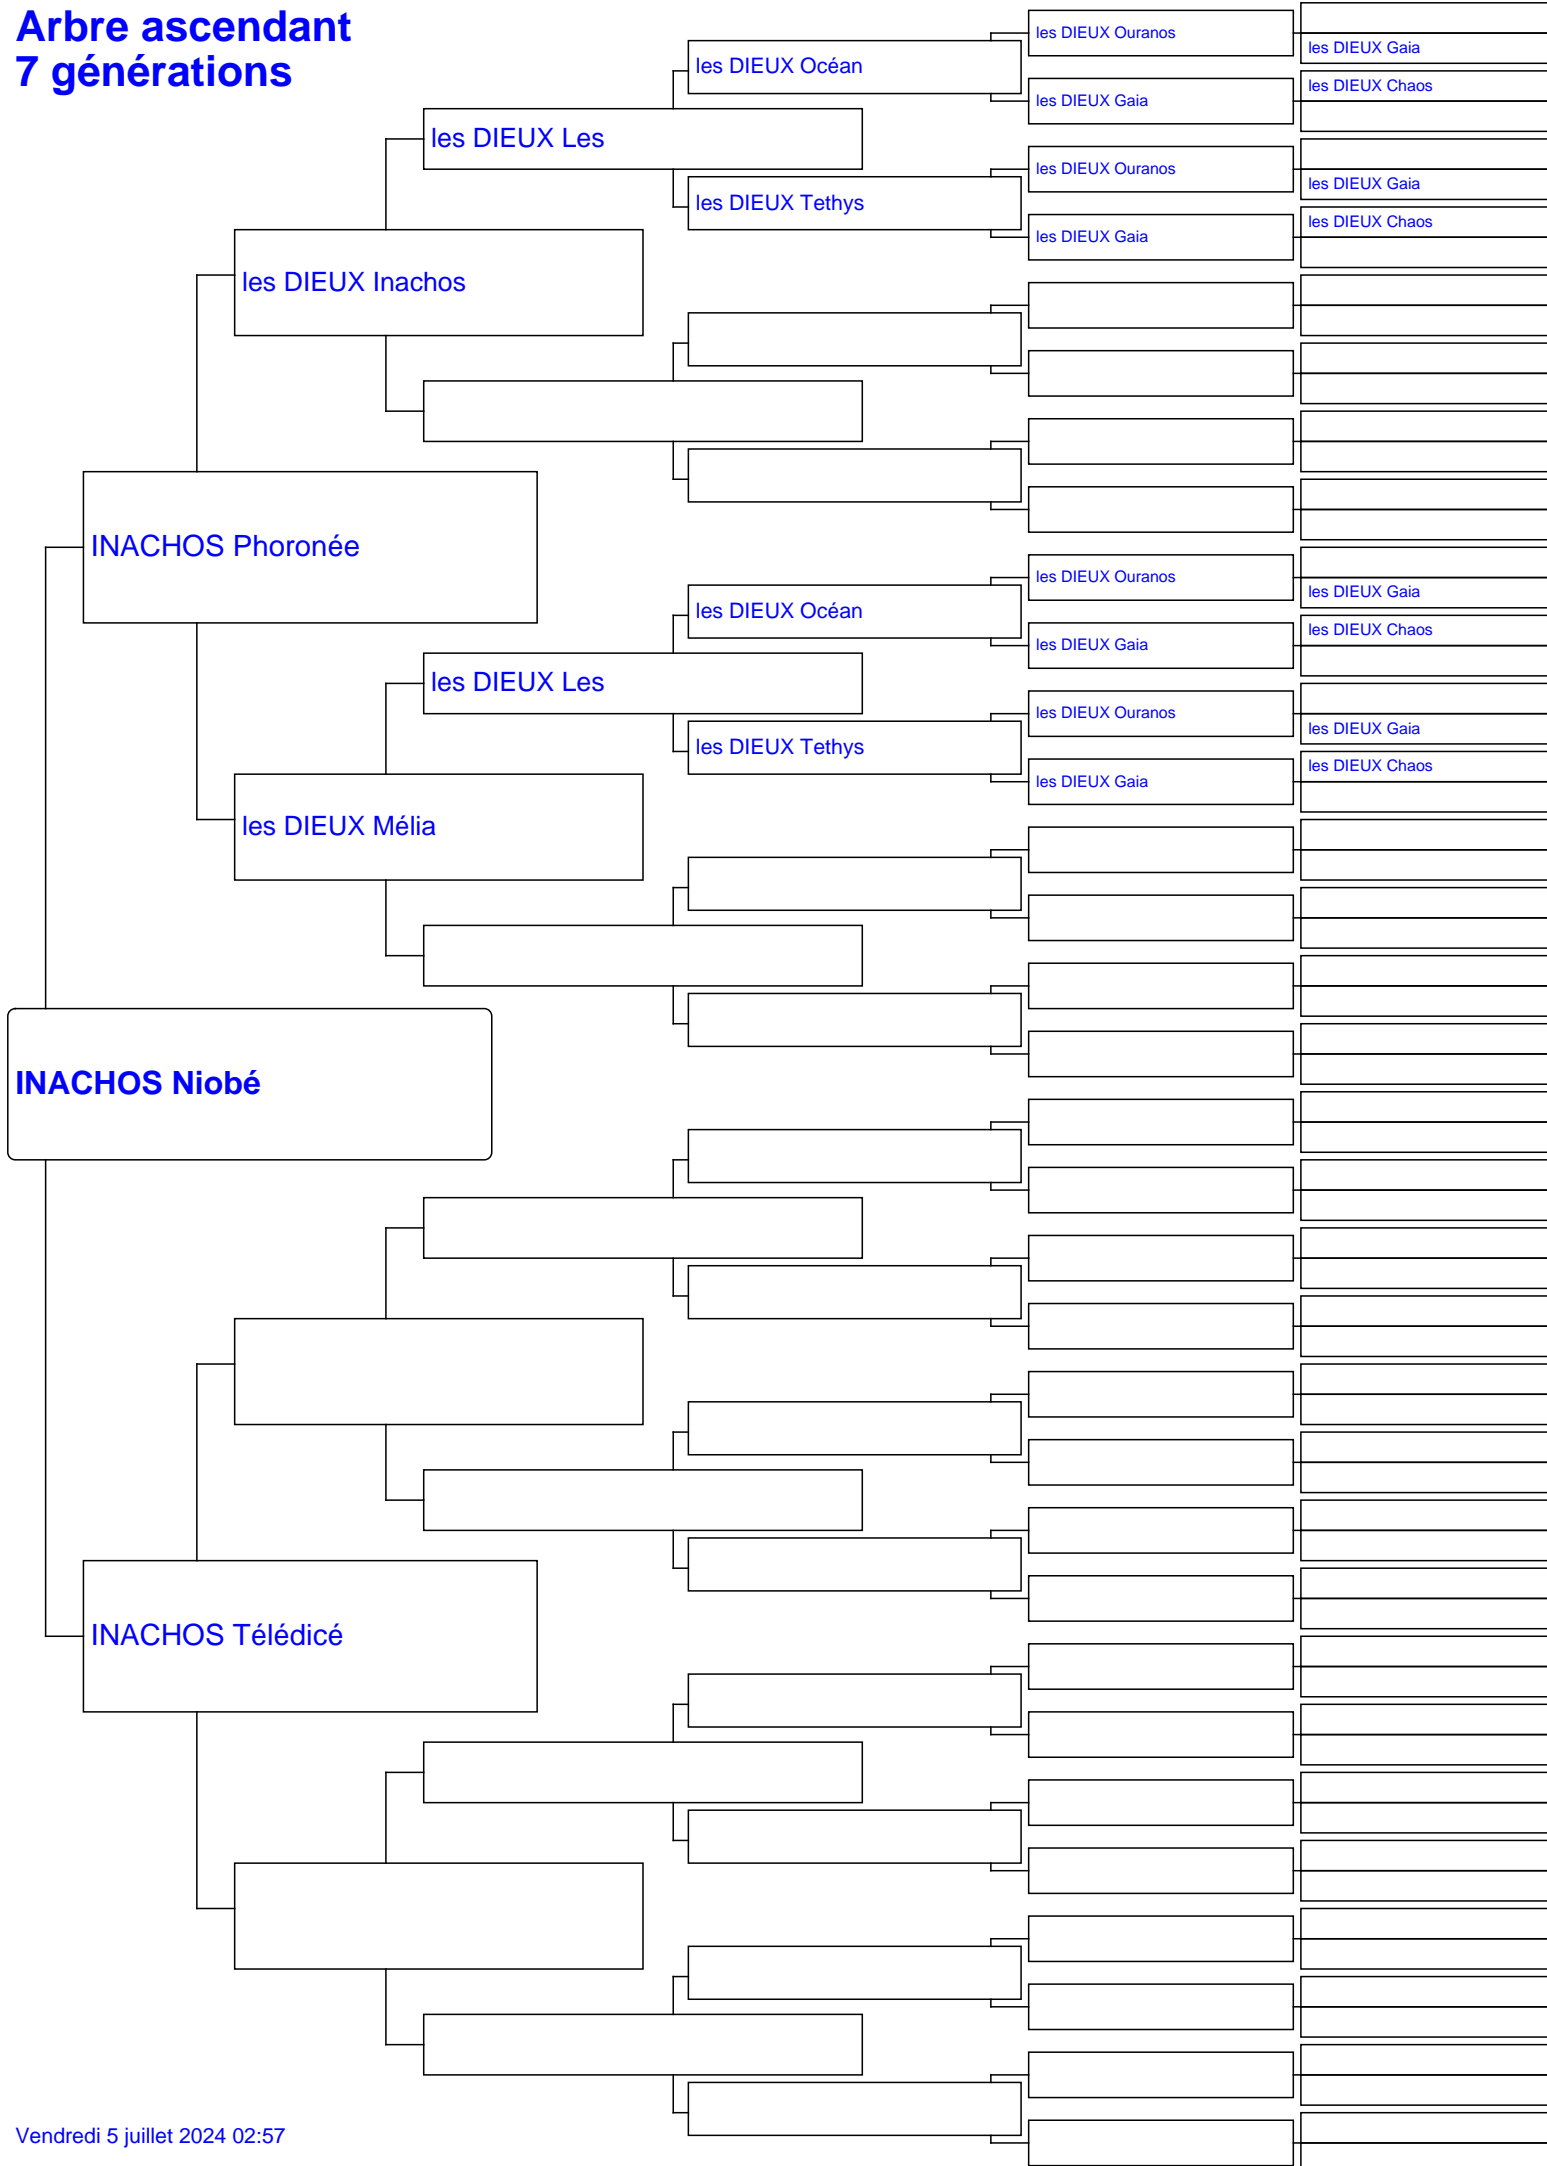 Arbre ascendant
7 générations
les DIEUX Ouranos
les DIEUX Gaia
les DIEUX Océan
les DIEUX Chaos
les DIEUX Gaia
les DIEUX Les
les DIEUX Ouranos
les DIEUX Gaia
les DIEUX Tethys
les DIEUX Chaos
les DIEUX Gaia
les DIEUX Inachos
INACHOS Phoronée
les DIEUX Ouranos
les DIEUX Gaia
les DIEUX Océan
les DIEUX Chaos
les DIEUX Gaia
les DIEUX Les
les DIEUX Ouranos
les DIEUX Gaia
les DIEUX Tethys
les DIEUX Chaos
les DIEUX Gaia
les DIEUX Mélia
INACHOS Niobé
INACHOS Télédicé
Vendredi 5 juillet 2024 02:57